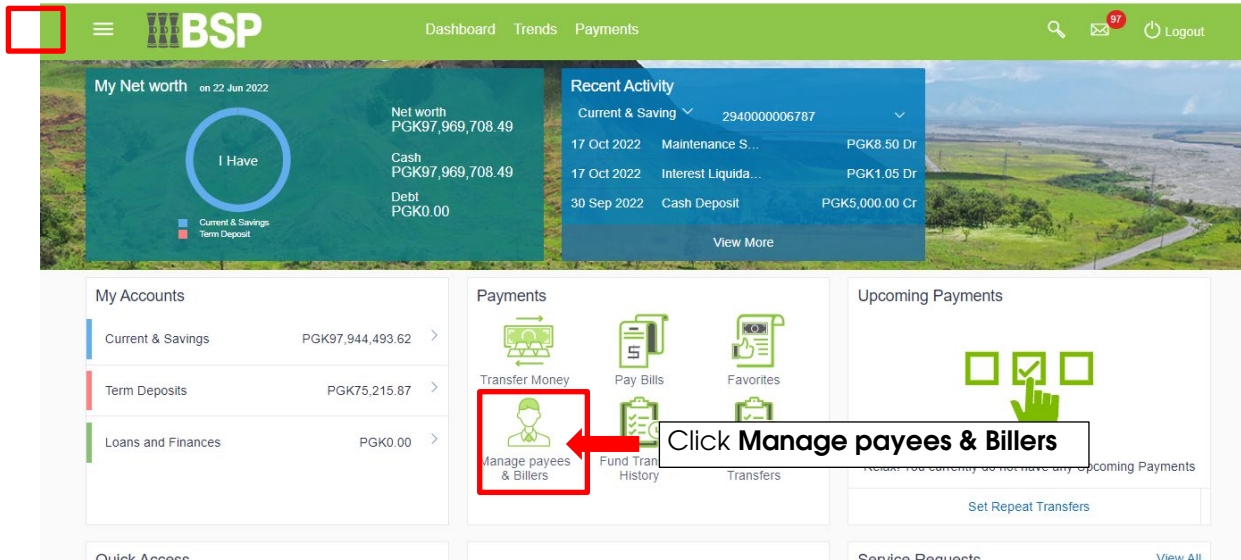 BSP
Dashboard Trends Payments
97
Logout
My Net worth on 22 Jun 2022
I Have
Current & Savings
Term Deposit
Net worth
PGK97,969,708.49
Cash
PGK97,969,708.49
Debt
PGK0.00
Recent Activity
Current & Saving 2940000006787
17 Oct 2022 Maintenance S... PGK8.50 Dr
17 Oct 2022 Interest Liquida... PGK1.05 Dr
30 Sep 2022 Cash Deposit PGK5,000.00 Cr
View More
My Accounts
Current & Savings PGK97,944,493.62
Term Deposits PGK75,215.87
Loans and Finances PGK0.00
Payments
Transfer Money Pay Bills Favorites
Manage payees
& Billers
Fund
History
Transfers
Click Manage payees & Billers
Upcoming Payments
Relax! You currently do not have any Upcoming Payments
Set Repeat Transfers
Quick Access
Service Requests View All